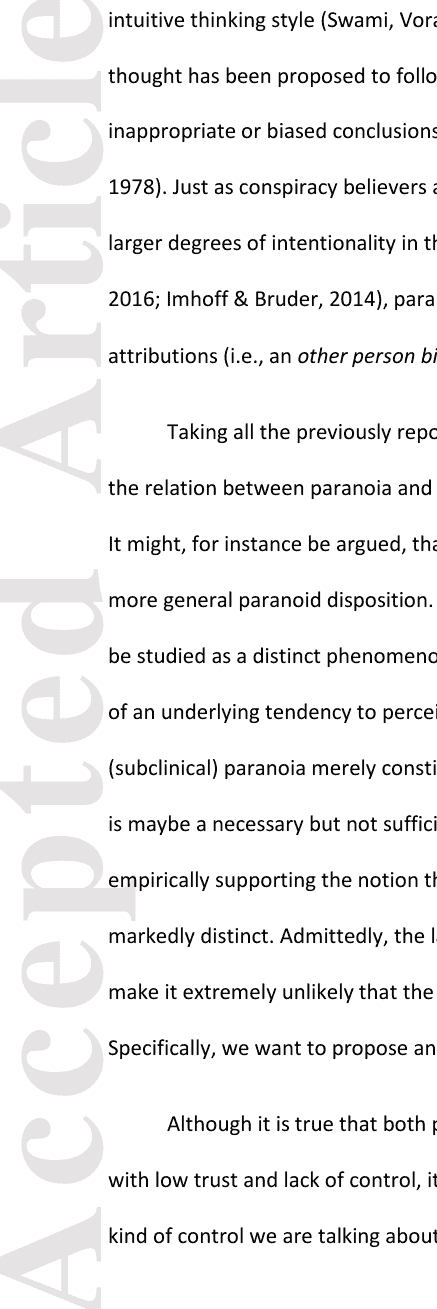 intuitive thinking style (Swami, Vora
thought has been proposed to follo
inappropriate or biased conclusions
1978). Just as conspiracy believers a
larger degrees of intentionality in th
2016; Imhoff & Bruder, 2014), para
attributions (i.e., an other person bi
Taking all the previously repo
the relation between paranoia and
It might, for instance be argued, tha
more general paranoid disposition.
be studied as a distinct phenomeno
of an underlying tendency to percei
(subclinical) paranoia merely consti
is maybe a necessary but not suffici
empirically supporting the notion th
markedly distinct. Admittedly, the la
make it extremely unlikely that the
Specifically, we want to propose an
Although it is true that both p
with low trust and lack of control, it
kind of control we are talking about
Accepted Article